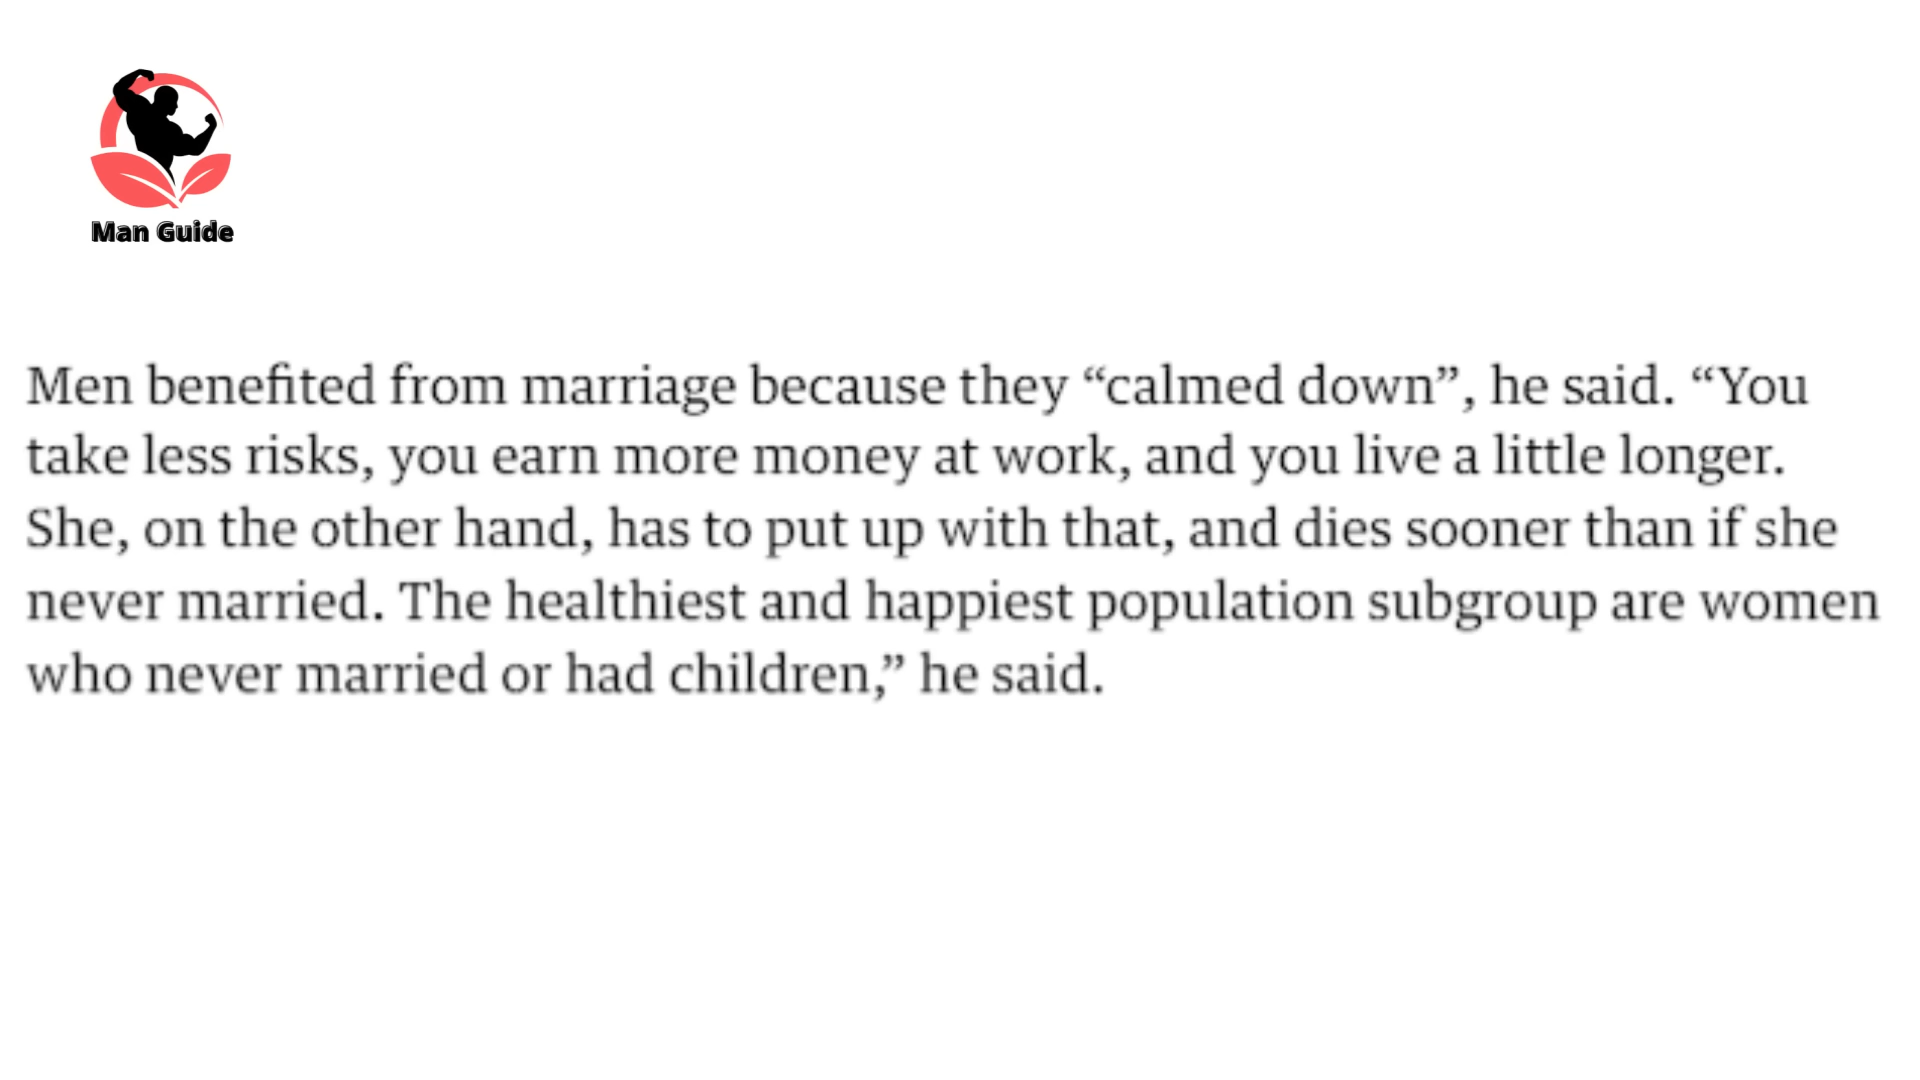 Man Guide
Men benefited from marriage because they “calmed down”, he said. “You
take less risks, you earn more money at work, and you live a little longer.
She, on the other hand, has to put up with that, and dies sooner than if she
never married. The healthiest and happiest population subgroup are women
who never married or had children,” he said.